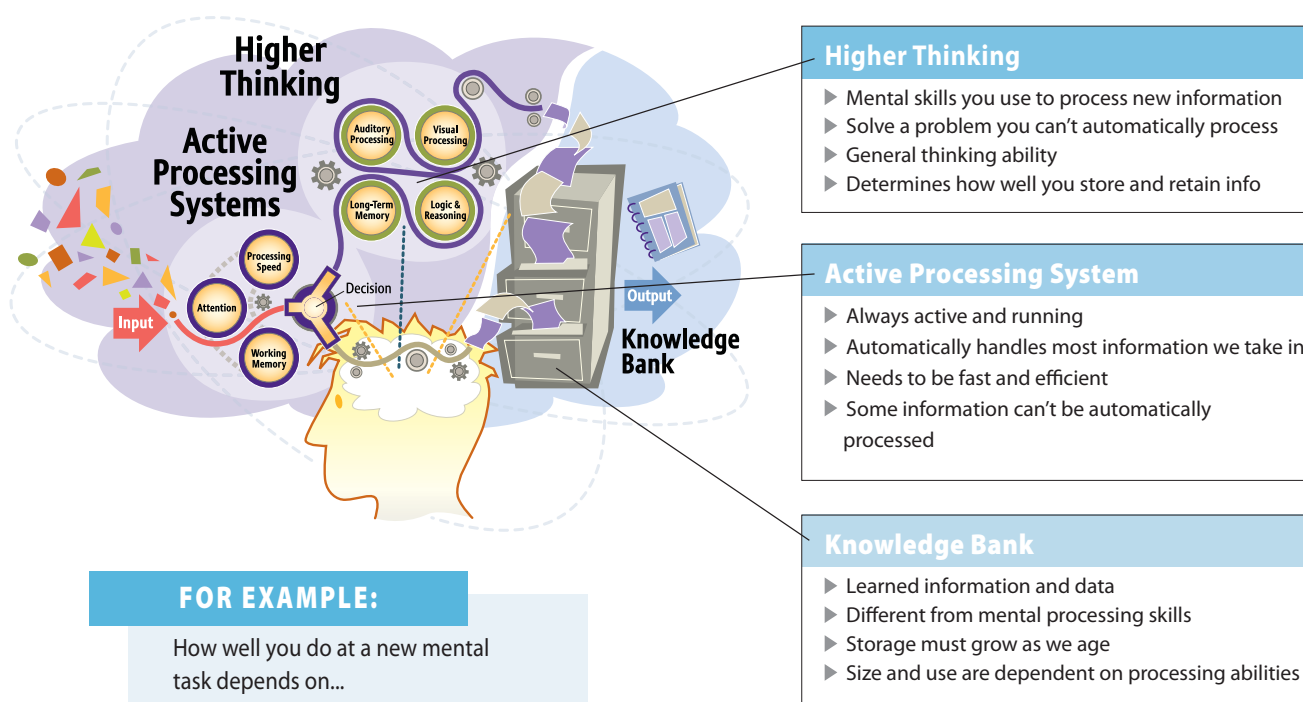 Higher
Thinking
Active
Processing
Systems
Auditory
Processing
Visual
Processing
Long-Term
Memory
Logic &
Reasoning
Processing
Speed
Attention
Working
Memory
Decision
Input
Output
Knowledge
Bank
Higher Thinking
Mental skills you use to process new information
Solve a problem you can't automatically process
General thinking ability
Determines how well you store and retain info
Active Processing System
Always active and running
Automatically handles most information we take in
Needs to be fast and efficient
Some information can't be automatically
processed
Knowledge Bank
Learned information and data
Different from mental processing skills
Storage must grow as we age
Size and use are dependent on processing abilities
FOR EXAMPLE:
How well you do at a new mental
task depends on...